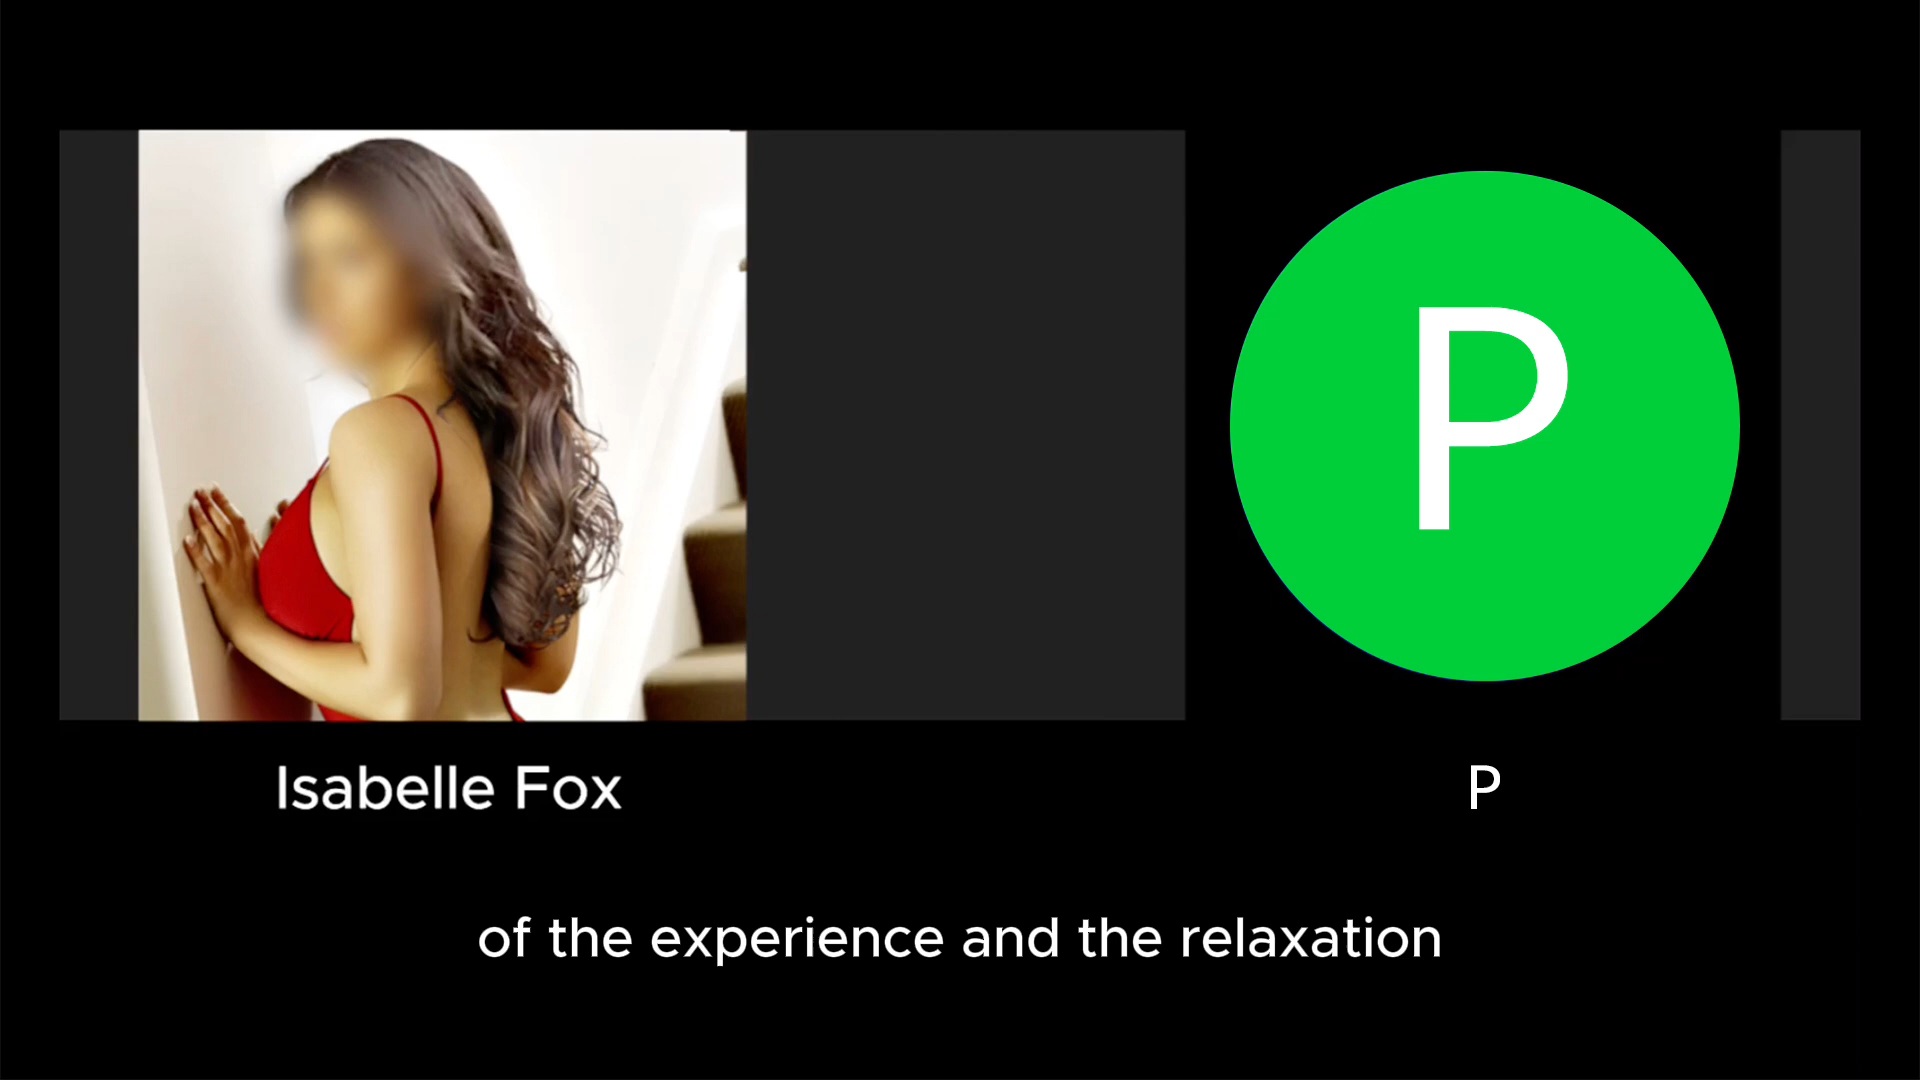 P
Isabelle Fox
P
of the experience and the relaxation